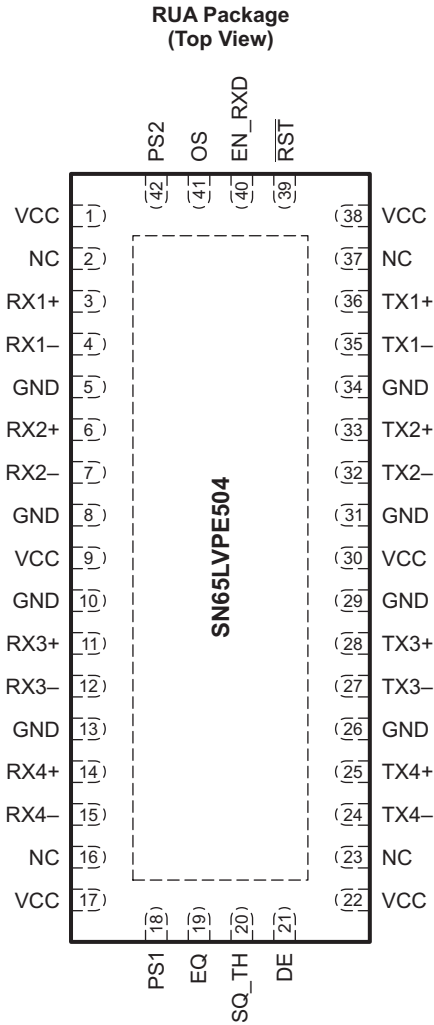 RUA Package
(Top View)
PS2 OS EN_RXD RST
42 41 40 39
VCC 1 38 VCC
NC 2 37 NC
RX1+ 3 36 TX1+
RX1– 4 35 TX1–
GND 5 34 GND
RX2+ 6 33 TX2+
RX2– 7 32 TX2–
GND 8 31 GND
VCC 9 30 VCC
GND 10 29 GND
RX3+ 11 28 TX3+
RX3– 12 27 TX3–
GND 13 26 GND
RX4+ 14 25 TX4+
RX4– 15 24 TX4–
NC 16 23 NC
VCC 17 22 VCC
SN65LVPE504
18 19 20 21
PS1 EQ SQ_TH DE